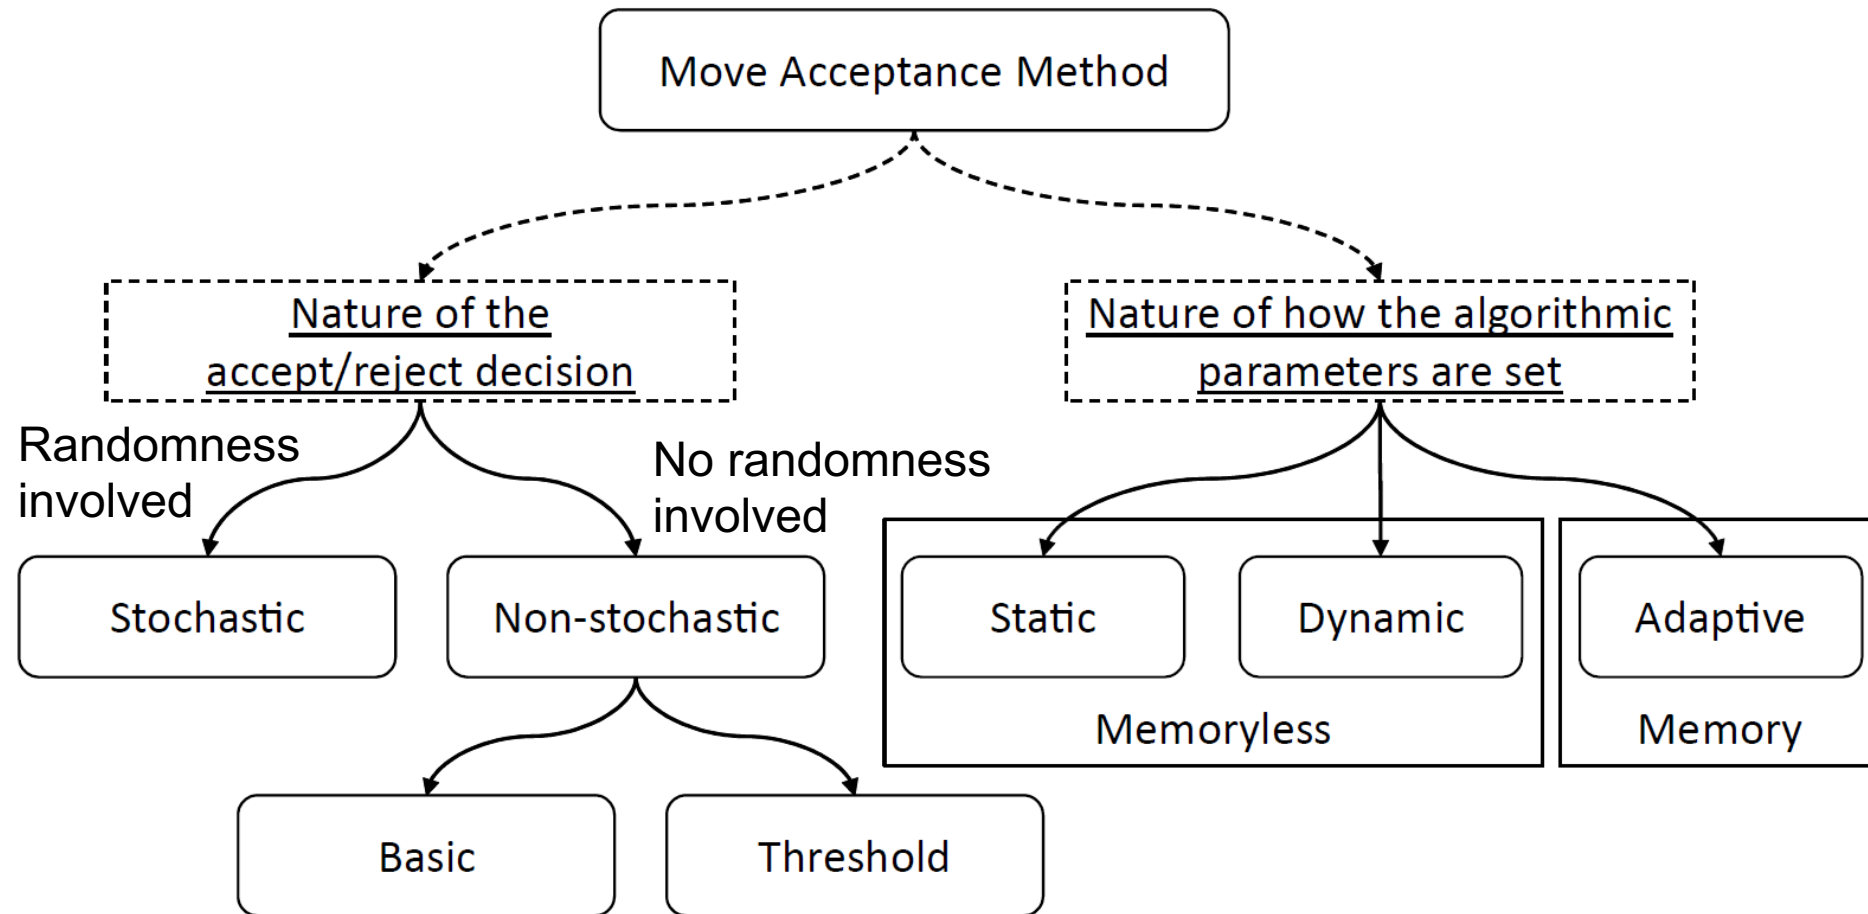 Move Acceptance Method
Nature of the
accept/reject decision
Nature of how the algorithmic
parameters are set
Randomness
involved
No randomness
involved
Stochastic
Non-stochastic
Static
Dynamic
Adaptive
Memoryless
Memory
Basic
Threshold